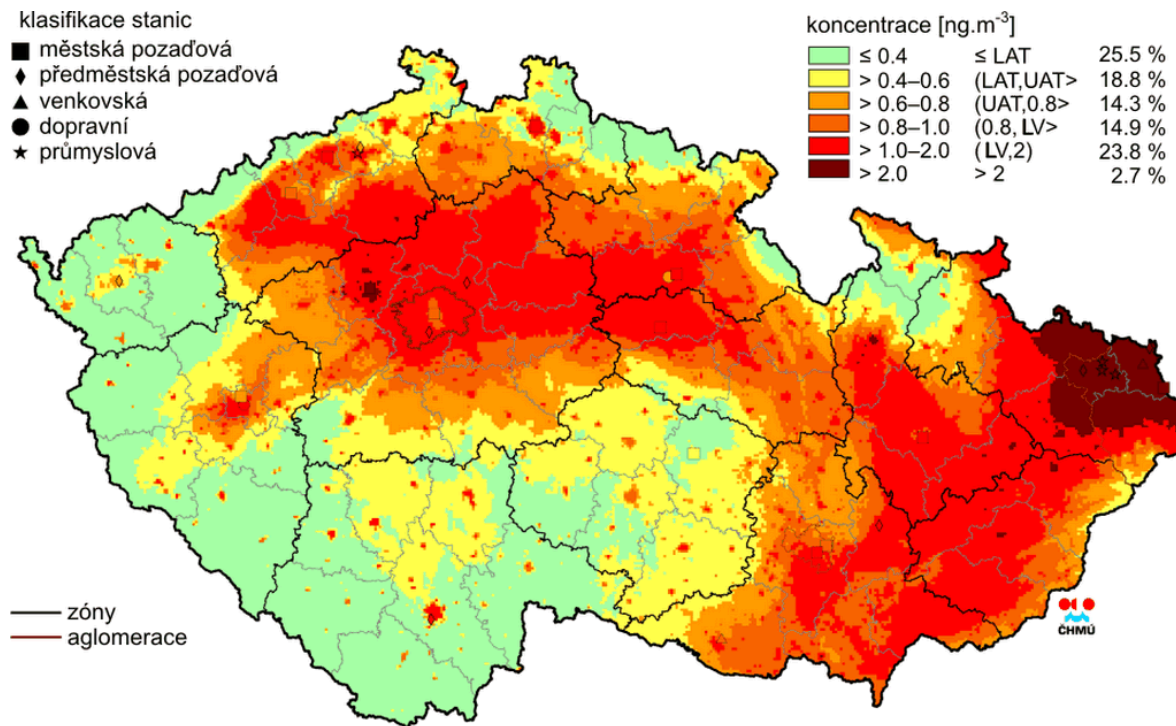 klasifikace stanic
městská pozaďová
předměstská pozaďová
venkovská
dopravní
průmyslová
koncentrace [ng.m-3]
≤ 0.4 ≤ LAT 25.5 %
> 0.4–0.6 (LAT,UAT> 18.8 %
> 0.6–0.8 (UAT,0.8> 14.3 %
> 0.8–1.0 (0.8, LV> 14.9 %
> 1.0–2.0 (LV,2) 23.8 %
> 2.0 > 2 2.7 %
zóny
aglomerace
ČHMÚ